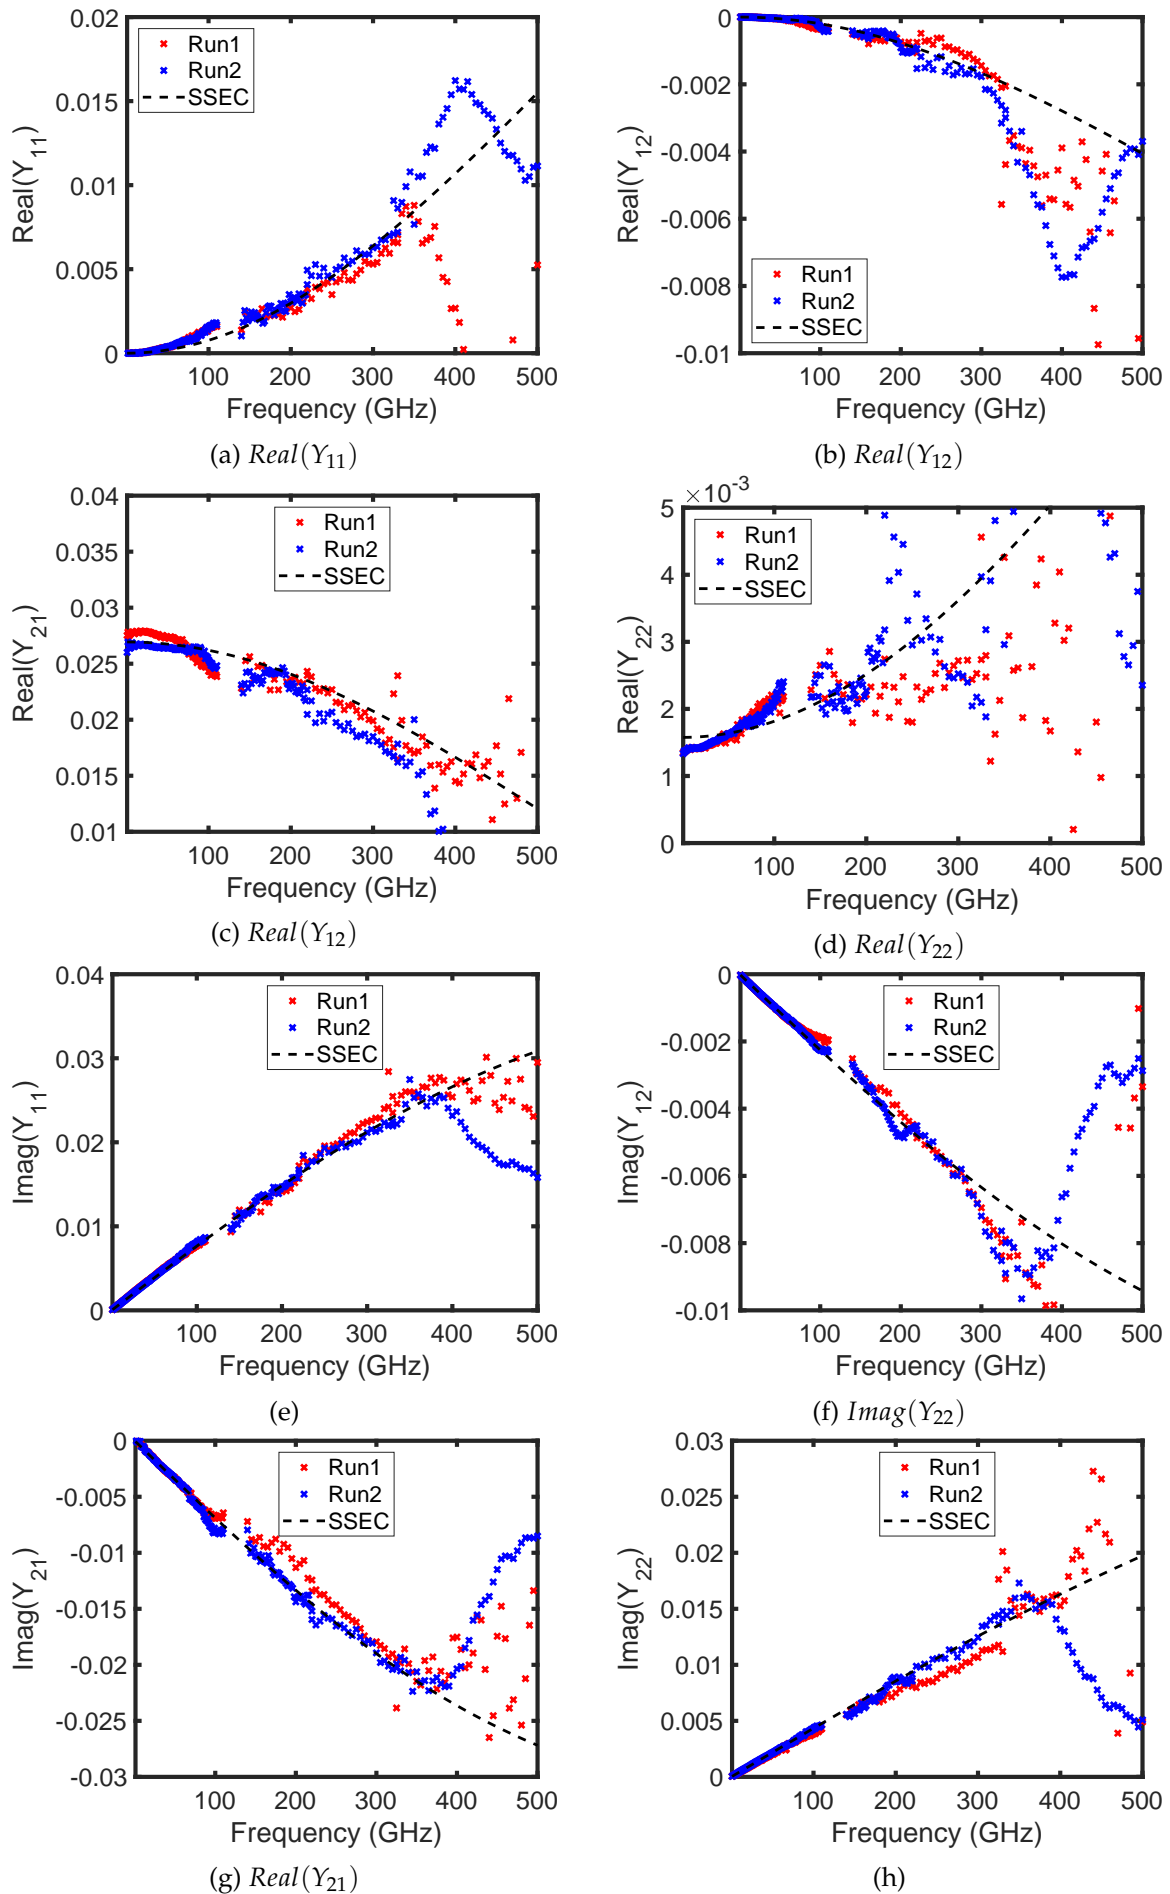 0.02
0.015
0.01
0.005
0
Real(Y11)
Run1
Run2
SSEC
100 200 300 400 500
Frequency (GHz)
(a) Real(Y11)
0
-0.002
-0.004
-0.006
-0.008
-0.01
Real(Y12)
Run1
Run2
SSEC
100 200 300 400 500
Frequency (GHz)
(b) Real(Y12)
0.04
0.035
0.03
0.025
0.02
0.015
0.01
Real(Y21)
Run1
Run2
SSEC
100 200 300 400 500
Frequency (GHz)
(c) Real(Y12)
×10-3
5
4
3
2
1
0
Real(Y22)
Run1
Run2
SSEC
100 200 300 400 500
Frequency (GHz)
(d) Real(Y22)
0.04
0.03
0.02
0.01
0
Imag(Y11)
Run1
Run2
SSEC
100 200 300 400 500
Frequency (GHz)
(e)
0
-0.002
-0.004
-0.006
-0.008
-0.01
Imag(Y12)
Run1
Run2
SSEC
100 200 300 400 500
Frequency (GHz)
(f) Imag(Y22)
0
-0.005
-0.01
-0.015
-0.02
-0.025
-0.03
Imag(Y21)
Run1
Run2
SSEC
100 200 300 400 500
Frequency (GHz)
(g) Real(Y21)
0.03
0.025
0.02
0.015
0.01
0.005
0
Imag(Y22)
Run1
Run2
SSEC
100 200 300 400 500
Frequency (GHz)
(h)